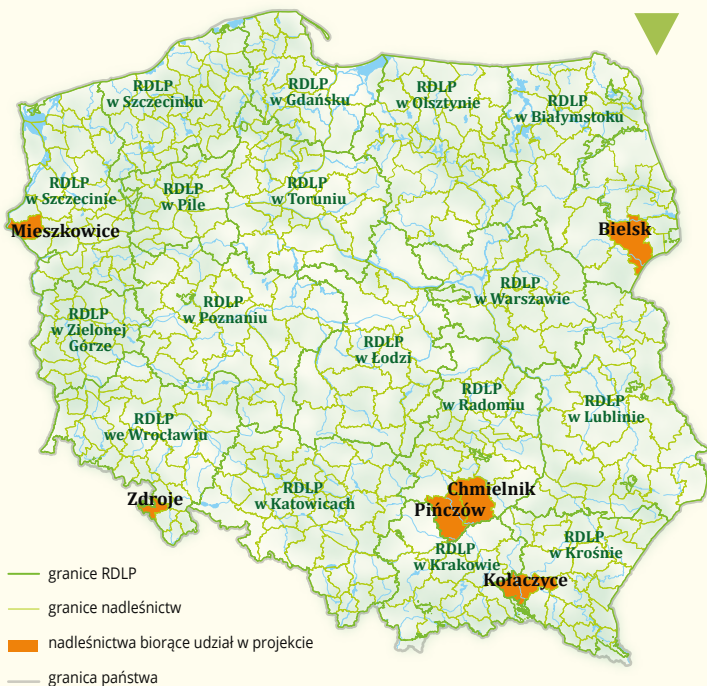 RDLP
w Szczecinku
RDLP
w Gdańsku
RDLP
w Olsztynie
RDLP
w Białymstoku
RDLP
w Szczecinie
RDLP
w Pile
RDLP
w Toruniu
Mieszkowice
Bielsk
RDLP
w Zielonej
Górze
RDLP
w Poznaniu
RDLP
w Warszawie
RDLP
w Łodzi
RDLP
w Radomiu
RDLP
w Lublinie
RDLP
we Wrocławiu
Zdroje
RDLP
w Katowicach
Chmielnik
Pińczów
RDLP
w Krakowie
RDLP
w Krośnie
Kołaczyce
granice RDLP
granice nadleśnictw
nadleśnictwa biorące udział w projekcie
granica państwa